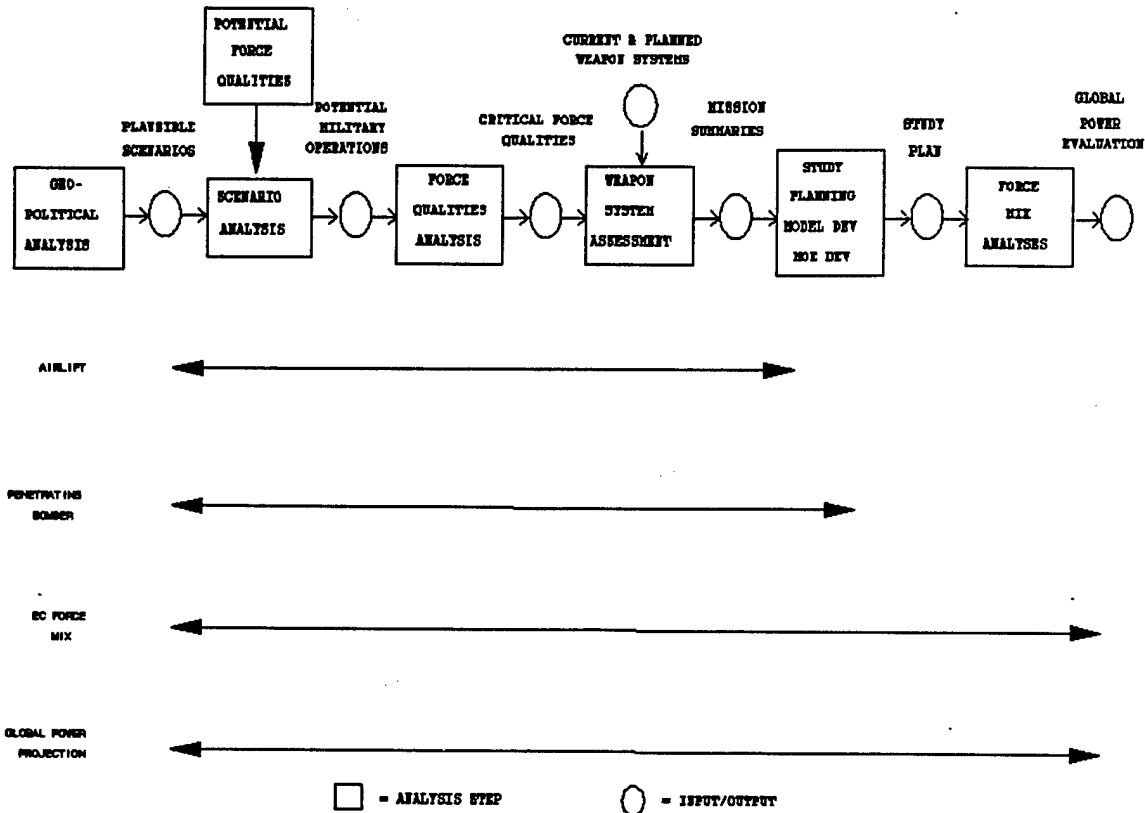 POTENTIAL
FORCE
QUALITIES
CURRENT & PLANNED
WEAPON SYSTEMS
PLAUSIBLE
SCENARIOS
POTENTIAL
MILITARY
OPERATIONS
CRITICAL FORCE
QUALITIES
MISSION
SUMMARIES
STUDY
PLAN
GLOBAL
POWER
EVALUATION
GEO-
POLITICAL
ANALYSIS
SCENARIO
ANALYSIS
FORCE
QUALITIES
ANALYSIS
WEAPON
SYSTEM
ASSESSMENT
STUDY
PLANNING
MODEL DEV
MOE DEV
FORCE
MIX
ANALYSES
AIRLIFT
PENETRATING
BOMBER
EC FORCE
MIX
GLOBAL POWER
PROJECTION
= ANALYSIS STEP
= INPUT/OUTPUT